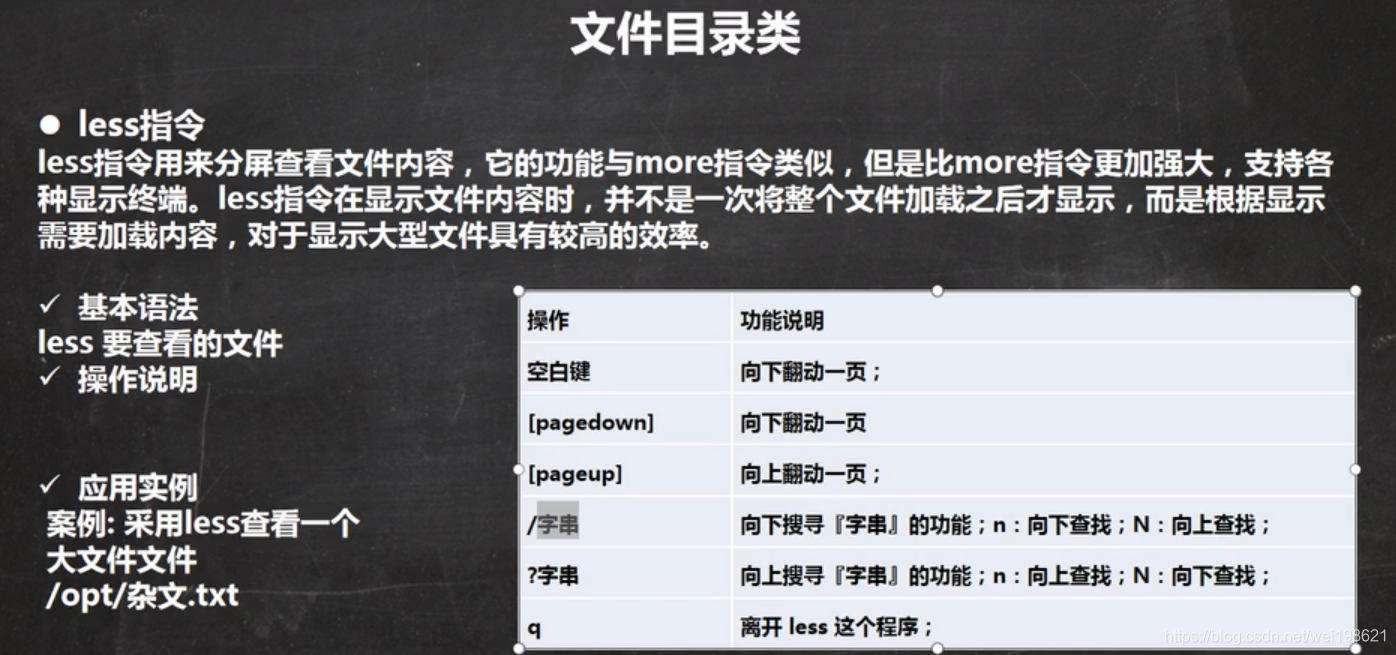 文件目录类
● less指令
less指令用来分屏查看文件内容，它的功能与more指令类似，但是比more指令更加强大，支持各
种显示终端。less指令在显示文件内容时，并不是一次将整个文件加载之后才显示，而是根据显示
需要加载内容，对于显示大型文件具有较高的效率。
✓ 基本语法
less 要查看的文件
✓ 操作说明
✓ 应用实例
案例: 采用less查看一个
大文件文件
/opt/杂文.txt
操作 功能说明
空白键 向下翻动一页；
[pagedown] 向下翻动一页
[pageup] 向上翻动一页；
/字串 向下搜寻『字串』的功能；n：向下查找；N：向上查找；
?字串 向上搜寻『字串』的功能；n：向上查找；N：向下查找；
q 离开 less 这个程序；
https://blog.csdn.net/wei198621